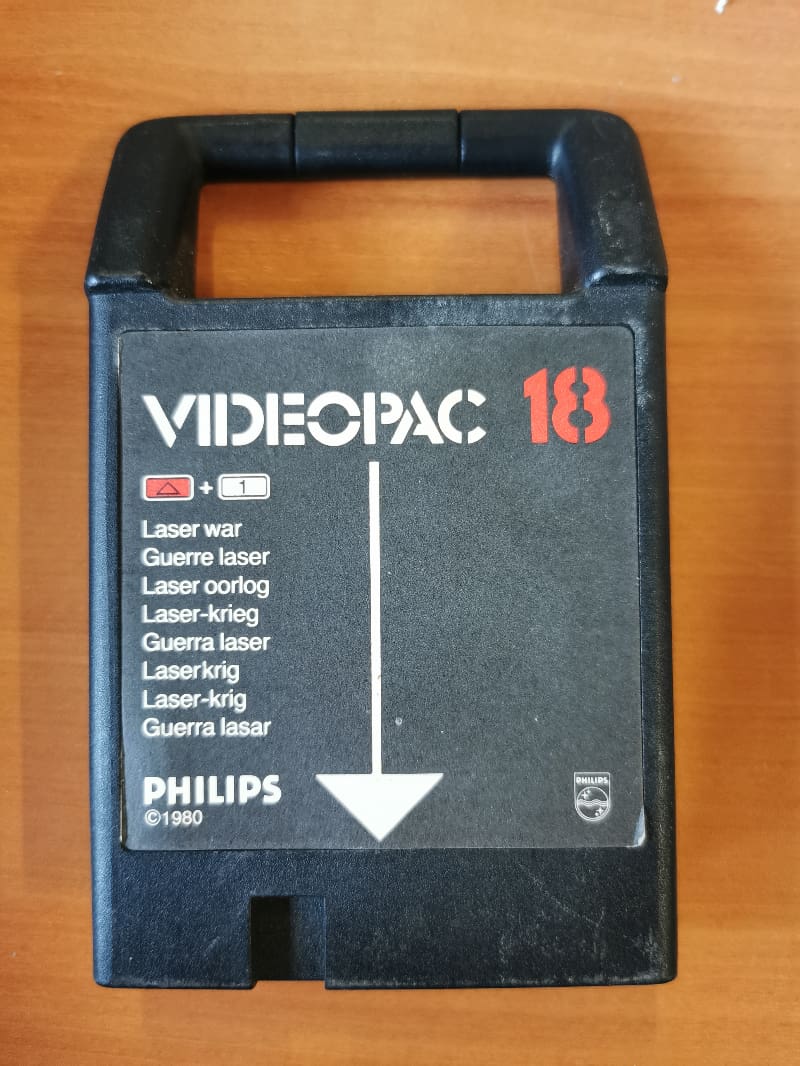 VIDEOPAC 18
+ 1
Laser war
Guerre laser
Laser oorlog
Laser-krieg
Guerra laser
Laserkrig
Laser-krig
Guerra lasar
PHILIPS
©1980
PHILIPS